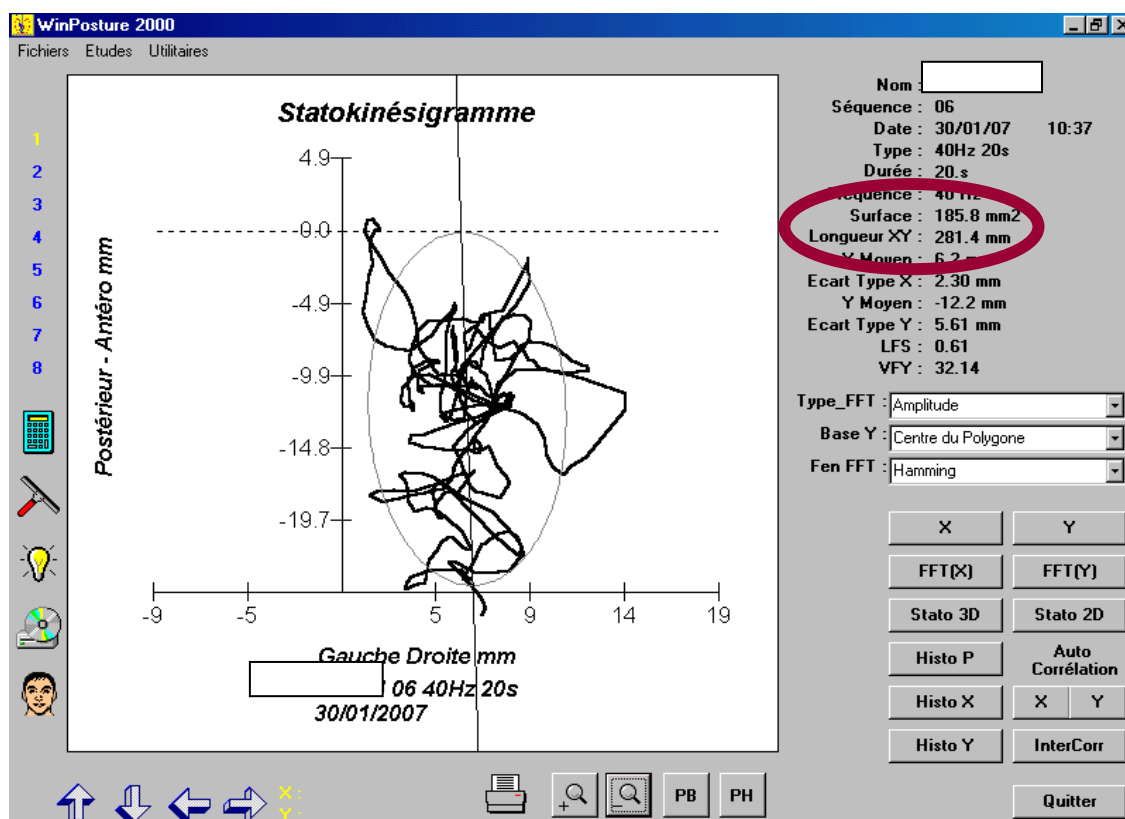 WinPosture 2000
Fichiers Etudes Utilitaires
1
2
3
4
5
6
7
8
Statokinésigramme
4.9
-0.0
-4.9
-9.9
-14.8
-19.7
Postérieur - Antéro mm
-9 -5 5 9 14 19
Gauche Droite mm
06 40Hz 20s
30/01/2007
Nom :
Séquence : 06
Date : 30/01/07 10:37
Type : 40Hz 20s
Durée : 20.s
Surface : 185.8 mm2
Longueur XY : 281.4 mm
Moyen : 6.2
Ecart Type X : 2.30 mm
Y Moyen : -12.2 mm
Ecart Type Y : 5.61 mm
LFS : 0.61
VFY : 32.14
Type_FFT : Amplitude
Base Y : Centre du Polygone
Fen FFT : Hamming
X Y
FFT(X) FFT(Y)
Stato 3D Stato 2D
Histo P Auto Corrélation
Histo X X Y
Histo Y InterCorr
Quitter
X :
Y :
PB PH